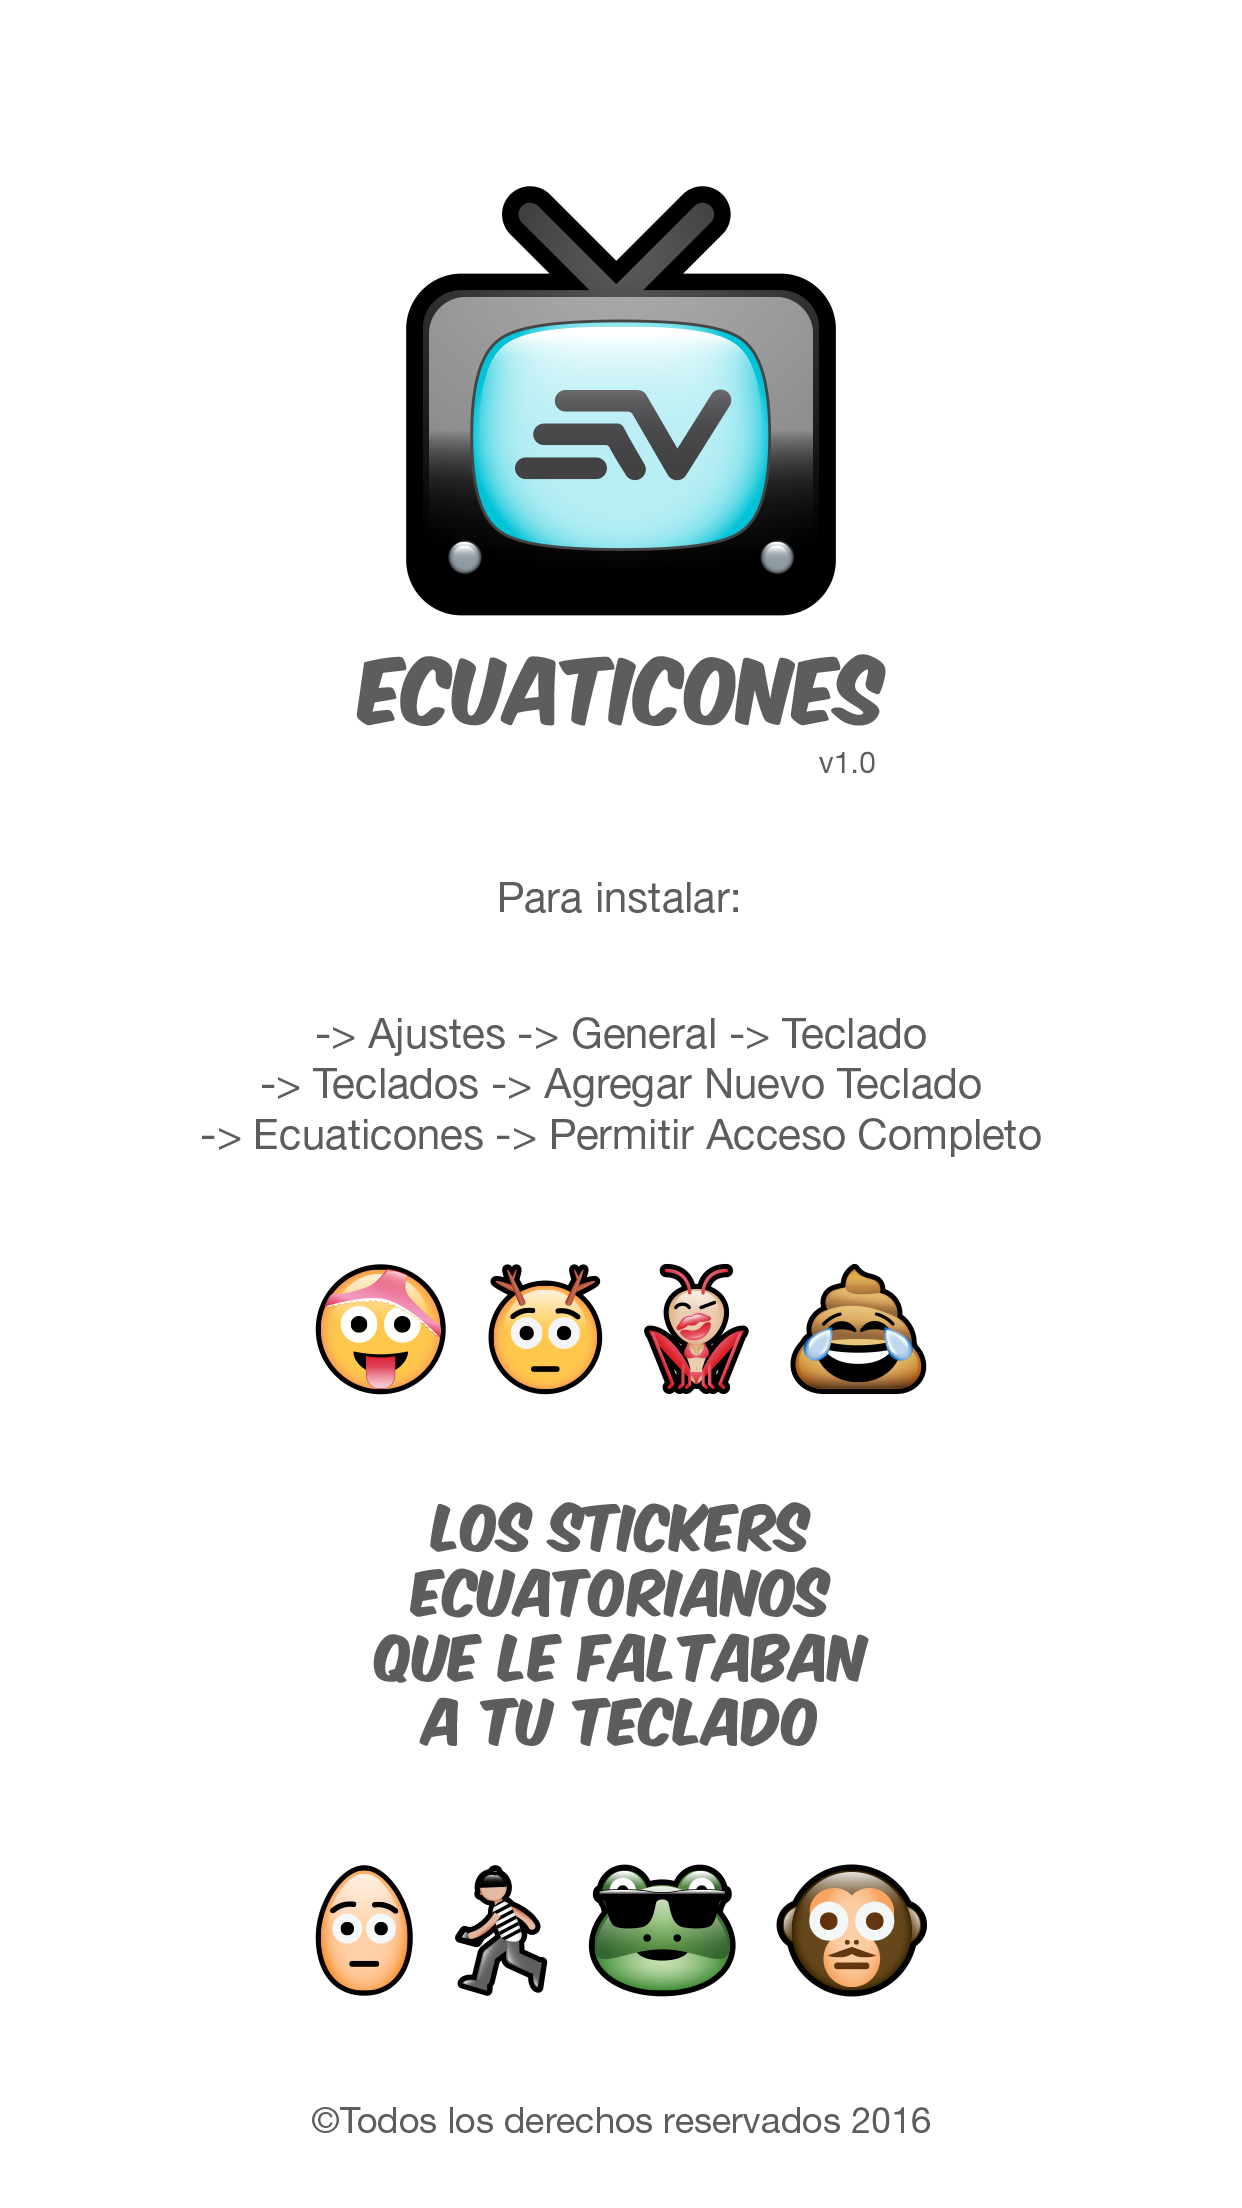 ECUATICONES
v1.0
Para instalar:
-> Ajustes -> General -> Teclado
-> Teclados -> Agregar Nuevo Teclado
-> Ecuaticones -> Permitir Acceso Completo
LOS STICKERS
ECUATORIANOS
QUE LE FALTABAN
A TU TECLADO
©Todos los derechos reservados 2016